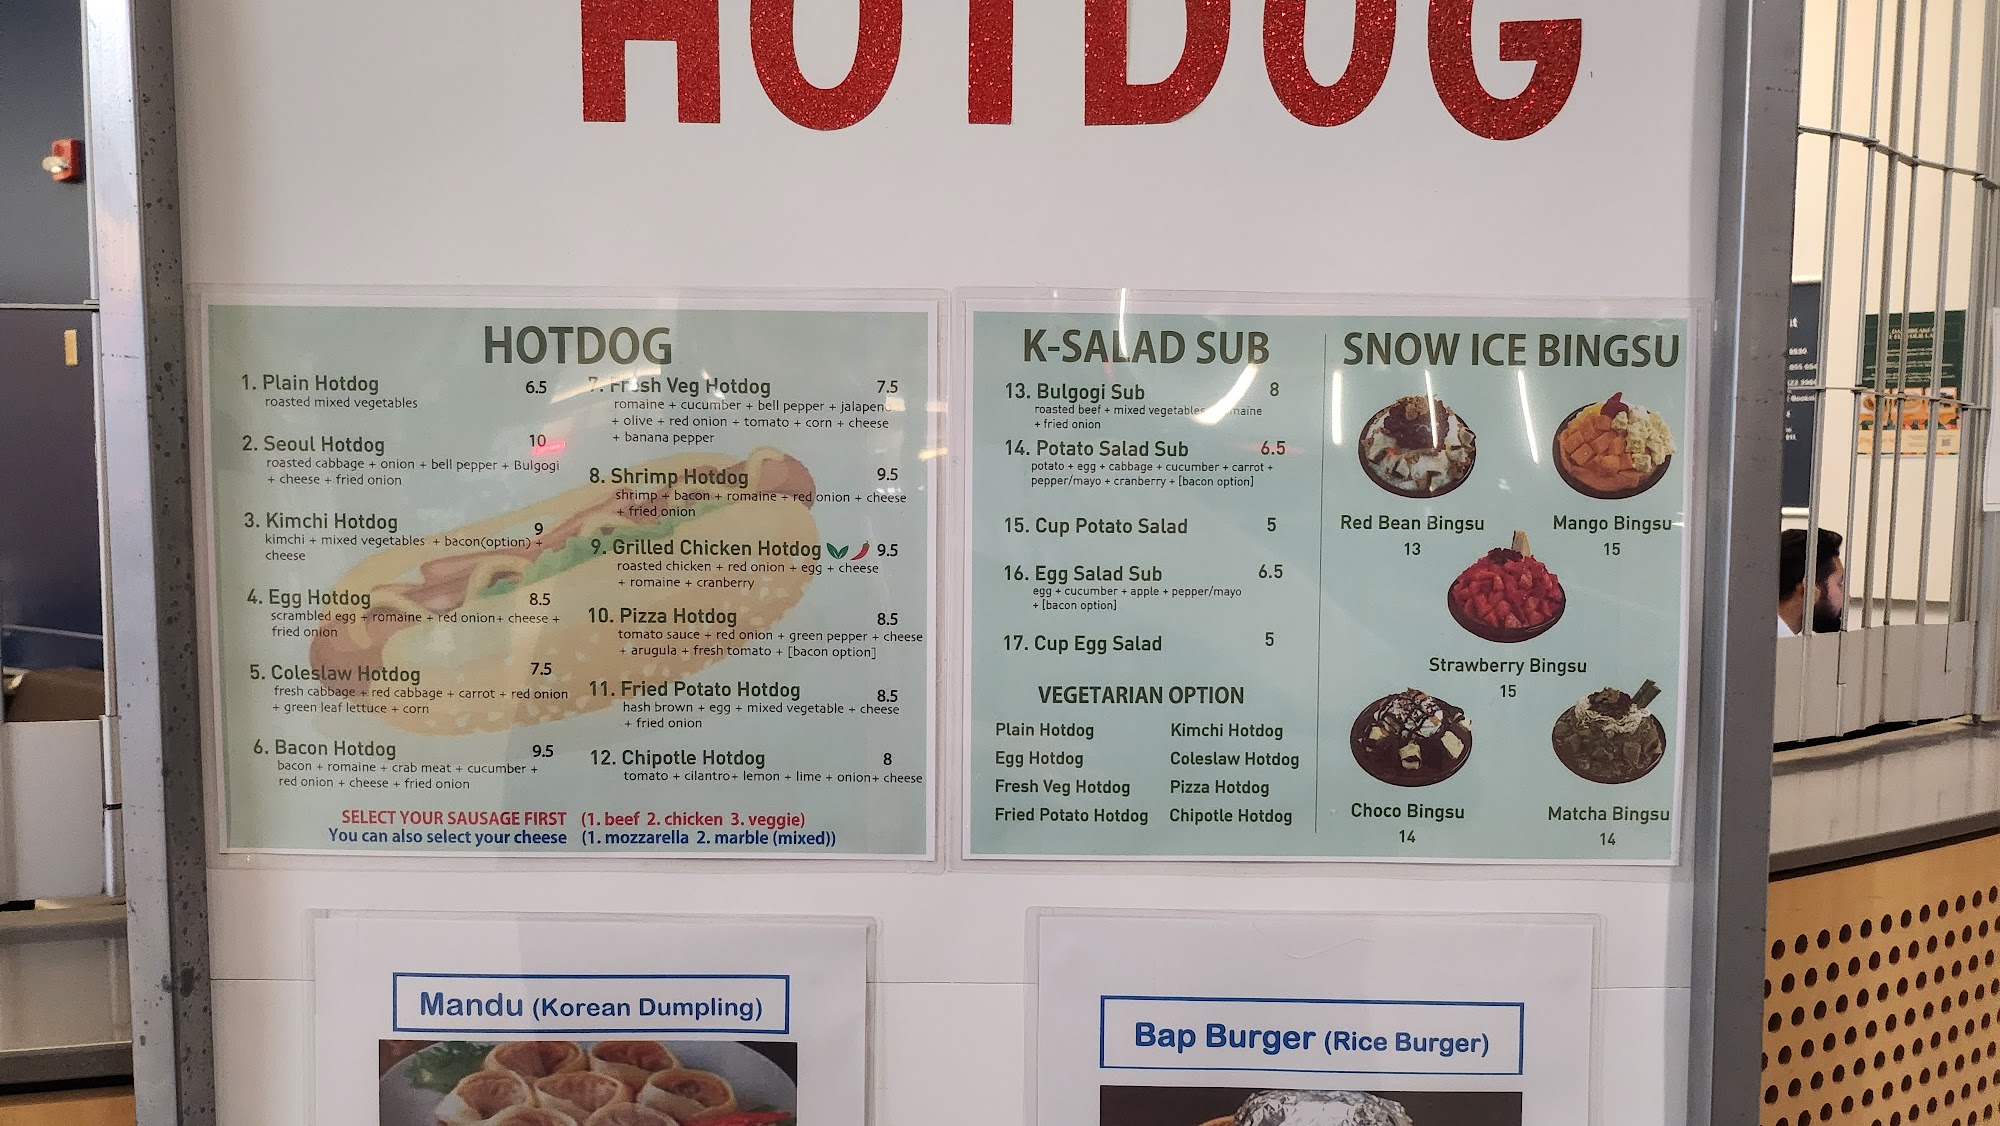 HOTDOG
HOTDOG
1. Plain Hotdog 6.5
roasted mixed vegetables
2. Seoul Hotdog 10
roasted cabbage + onion + bell pepper + Bulgogi
+ cheese + fried onion
3. Kimchi Hotdog 9
kimchi + mixed vegetables + bacon(option) +
cheese
4. Egg Hotdog 8.5
scrambled egg + romaine + red onion+ cheese +
fried onion
5. Coleslaw Hotdog 7.5
fresh cabbage + red cabbage + carrot + red onion
+ green leaf lettuce + corn
6. Bacon Hotdog 9.5
bacon + romaine + crab meat + cucumber +
red onion + cheese + fried onion
7. Fresh Veg Hotdog 7.5
romaine + cucumber + bell pepper + jalapeno
+ olive + red onion + tomato + corn + cheese
+ banana pepper
8. Shrimp Hotdog 9.5
shrimp + bacon + romaine + red onion + cheese
+ fried onion
9. Grilled Chicken Hotdog 9.5
roasted chicken + red onion + egg + cheese
+ romaine + cranberry
10. Pizza Hotdog 8.5
tomato sauce + red onion + green pepper + cheese
+ arugula + fresh tomato + [bacon option]
11. Fried Potato Hotdog 8.5
hash brown + egg + mixed vegetable + cheese
+ fried onion
12. Chipotle Hotdog 8
tomato + cilantro+ lemon + lime + onion+ cheese
SELECT YOUR SAUSAGE FIRST (1. beef 2. chicken 3. veggie)
You can also select your cheese (1. mozzarella 2. marble (mixed))
K-SALAD SUB
13. Bulgogi Sub 8
roasted beef + mixed vegetables
+ fried onion
14. Potato Salad Sub 6.5
potato + egg + cabbage + cucumber + carrot +
pepper/mayo + cranberry + [bacon option]
15. Cup Potato Salad 5
16. Egg Salad Sub 6.5
egg + cucumber + apple + pepper/mayo
+ [bacon option]
17. Cup Egg Salad 5
VEGETARIAN OPTION
Plain Hotdog Kimchi Hotdog
Egg Hotdog Coleslaw Hotdog
Fresh Veg Hotdog Pizza Hotdog
Fried Potato Hotdog Chipotle Hotdog
SNOW ICE BINGSU
Red Bean Bingsu Mango Bingsu
13 15
Strawberry Bingsu
15
Choco Bingsu Matcha Bingsu
14 14
Mandu (Korean Dumpling)
Bap Burger (Rice Burger)